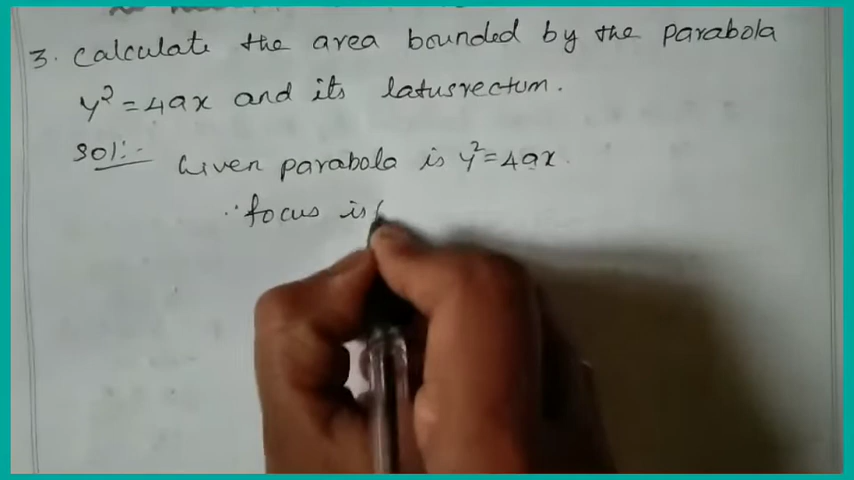 3. Calculate the area bounded by the parabola
y² = 4ax and its latusrectum.
Sol:- Given parabola is y² = 4ax.
∴ focus is (